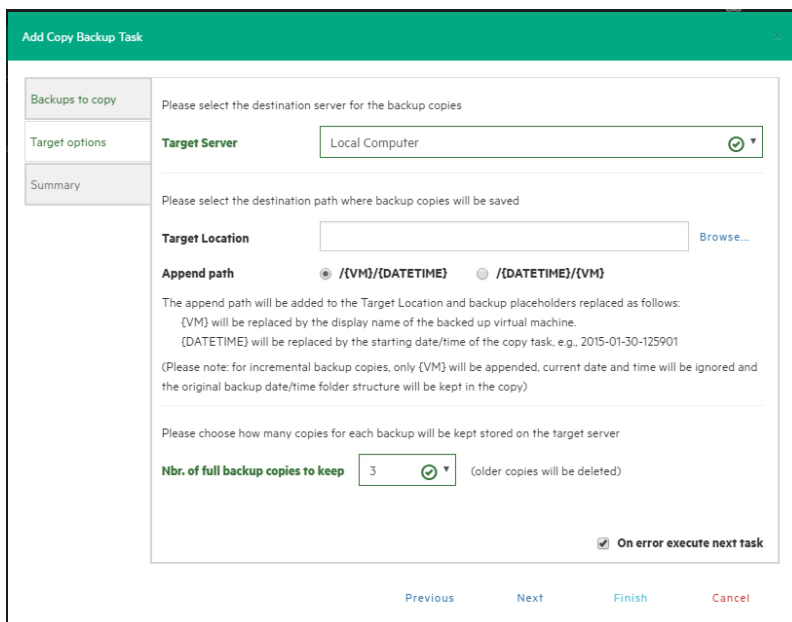 Add Copy Backup Task
x
Backups to copy
Target options
Summary
Please select the destination server for the backup copies
Target Server Local Computer
Please select the destination path where backup copies will be saved
Target Location Browse...
Append path /{VM}/{DATETIME} /{DATETIME}/{VM}
The append path will be added to the Target Location and backup placeholders replaced as follows:
{VM} will be replaced by the display name of the backed up virtual machine.
{DATETIME} will be replaced by the starting date/time of the copy task, e.g., 2015-01-30-125901
(Please note: for incremental backup copies, only {VM} will be appended, current date and time will be ignored and
the original backup date/time folder structure will be kept in the copy)
Please choose how many copies for each backup will be kept stored on the target server
Nbr. of full backup copies to keep 3 (older copies will be deleted)
On error execute next task
Previous Next Finish Cancel